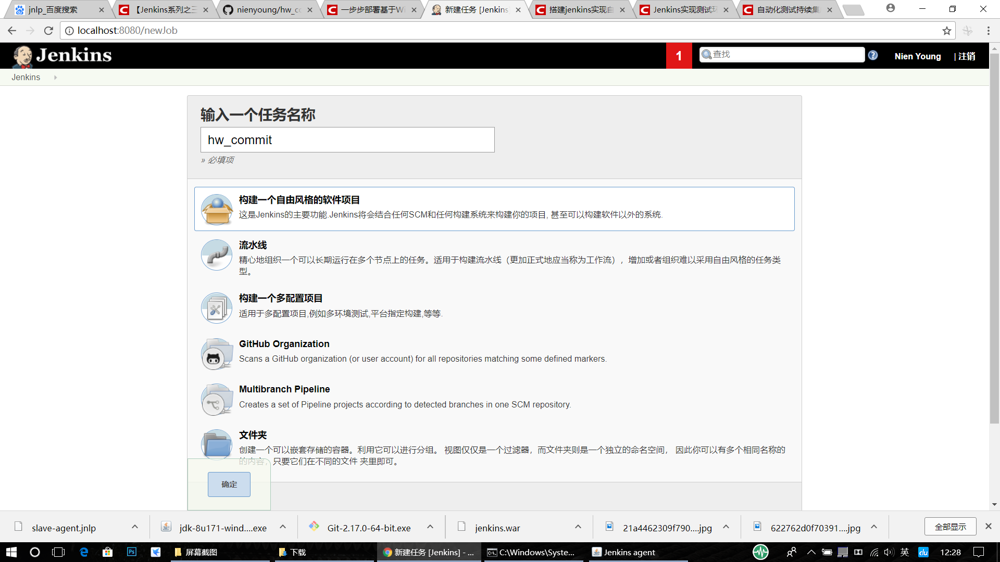 jnlp_百度搜索
【Jenkins系列之三
nienyoung/hw_co
一步步部署基于Wi
新建任务 [Jenkins]
搭建jenkins实现自
Jenkins实现测试环
自动化测试持续集
localhost:8080/newJob
Jenkins
1
查找
Nien Young
| 注销
Jenkins
输入一个任务名称
hw_commit
» 必填项
构建一个自由风格的软件项目
这是Jenkins的主要功能.Jenkins将会结合任何SCM和任何构建系统来构建你的项目, 甚至可以构建软件以外的系统.
流水线
精心地组织一个可以长期运行在多个节点上的任务。适用于构建流水线（更加正式地应当称为工作流），增加或者组织难以采用自由风格的任务类
型。
构建一个多配置项目
适用于多配置项目,例如多环境测试,平台指定构建,等等.
GitHub Organization
Scans a GitHub organization (or user account) for all repositories matching some defined markers.
Multibranch Pipeline
Creates a set of Pipeline projects according to detected branches in one SCM repository.
文件夹
创建一个可以嵌套存储的容器。利用它可以进行分组。 视图仅仅是一个过滤器，而文件夹则是一个独立的命名空间， 因此你可以有多个相同名称的
的内容，只要它们在不同的文件 夹里即可。
确定
slave-agent.jnlp
jdk-8u171-wind....exe
Git-2.17.0-64-bit.exe
jenkins.war
21a4462309f790....jpg
622762d0f70391....jpg
全部显示
Ps
屏幕截图
下载
新建任务 [Jenkins] - ...
C:\Windows\Syste...
Jenkins agent
英
du
12:28